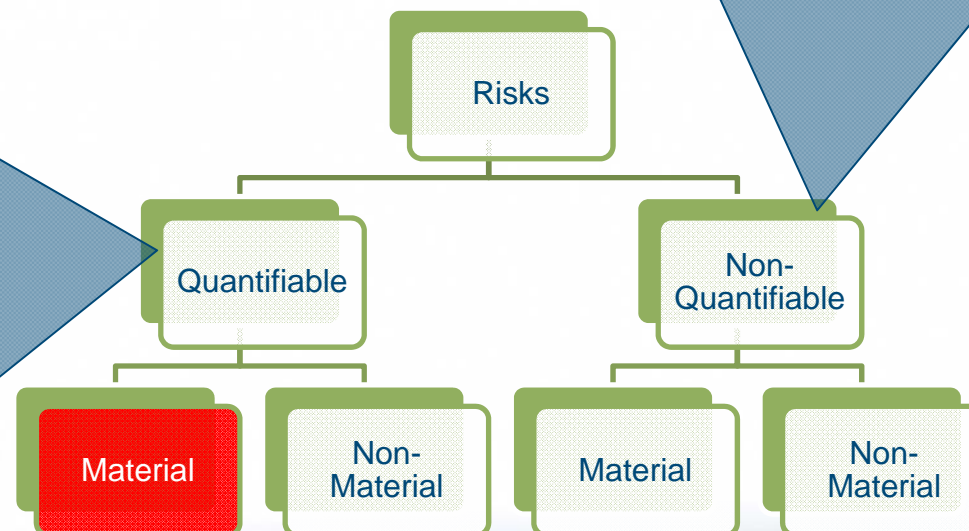 Risks
Quantifiable
Non-
Quantifiable
Material
Non-
Material
Material
Non-
Material